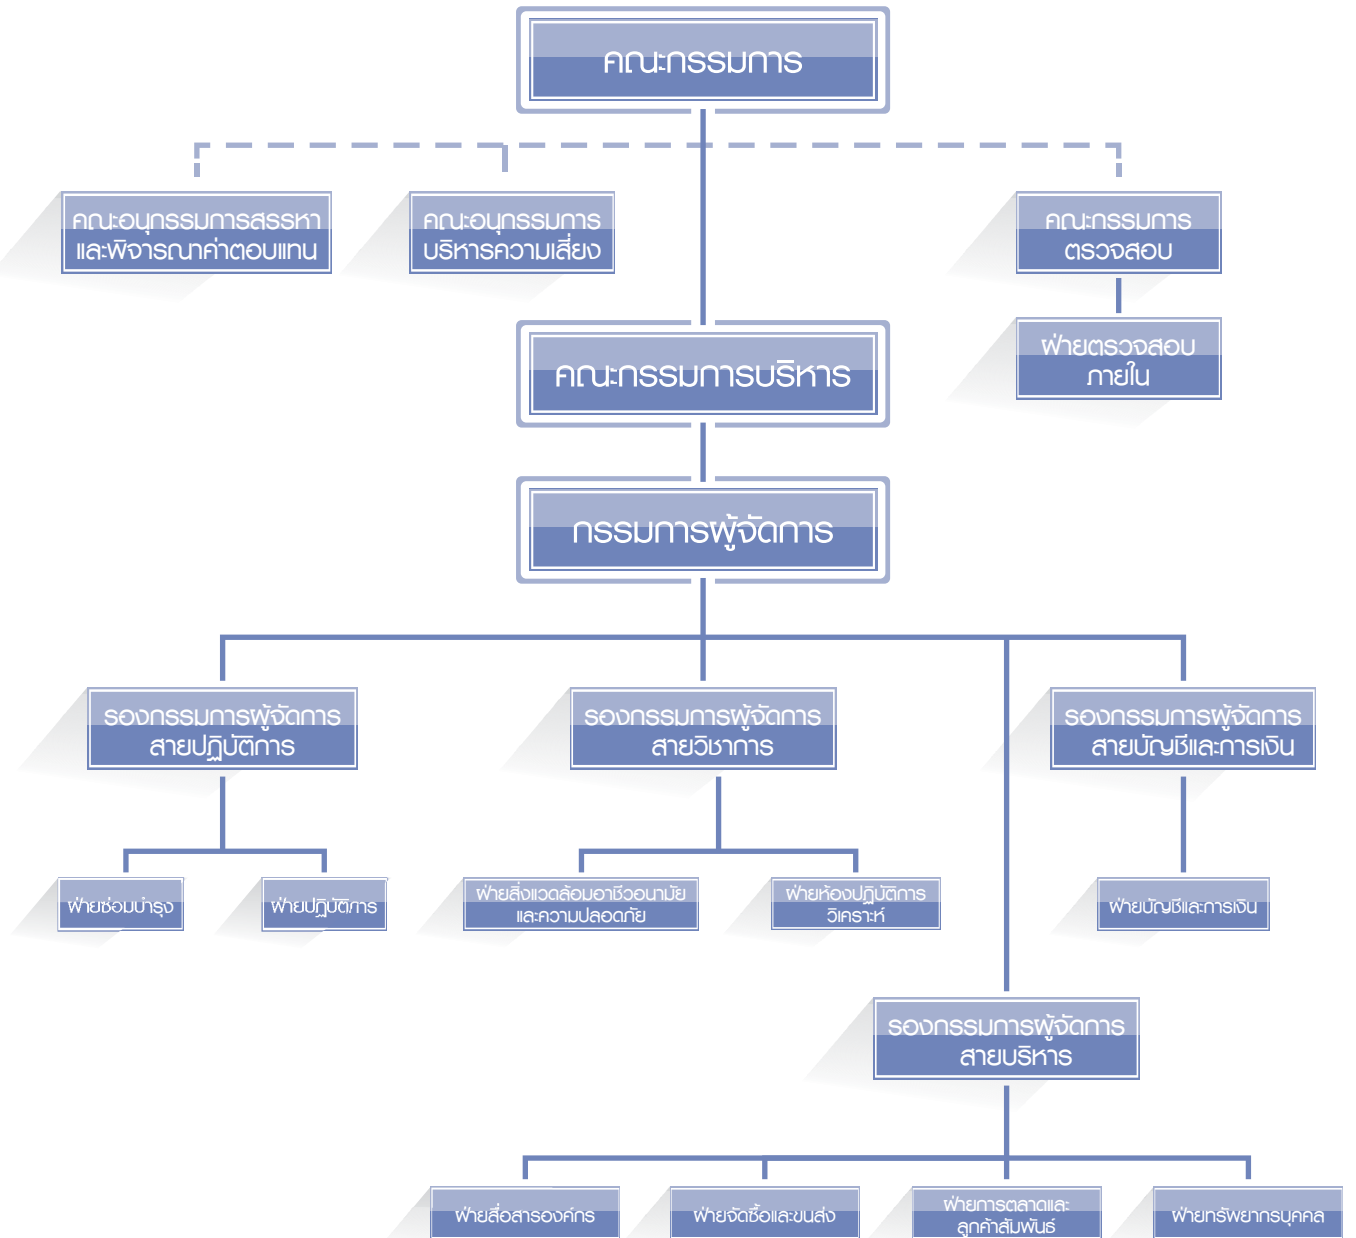 คณะกรรมการ
คณะอนุกรรมการสรรหา
และพิจารณาค่าตอบแทน
คณะอนุกรรมการ
บริหารความเสี่ยง
คณะกรรมการ
ตรวจสอบ
ฝ่ายตรวจสอบ
ภายใน
คณะกรรมการบริหาร
กรรมการผู้จัดการ
รองกรรมการผู้จัดการ
สายปฏิบัติการ
รองกรรมการผู้จัดการ
สายวิชาการ
รองกรรมการผู้จัดการ
สายบัญชีและการเงิน
ฝ่ายซ่อมบำรุง
ฝ่ายปฏิบัติการ
ฝ่ายสิ่งแวดล้อมอาชีวอนามัย
และความปลอดภัย
ฝ่ายห้องปฏิบัติการ
วิเคราะห์
ฝ่ายบัญชีและการเงิน
รองกรรมการผู้จัดการ
สายบริหาร
ฝ่ายสื่อสารองค์กร
ฝ่ายจัดซื้อและขนส่ง
ฝ่ายการตลาดและ
ลูกค้าสัมพันธ์
ฝ่ายทรัพยากรบุคคล